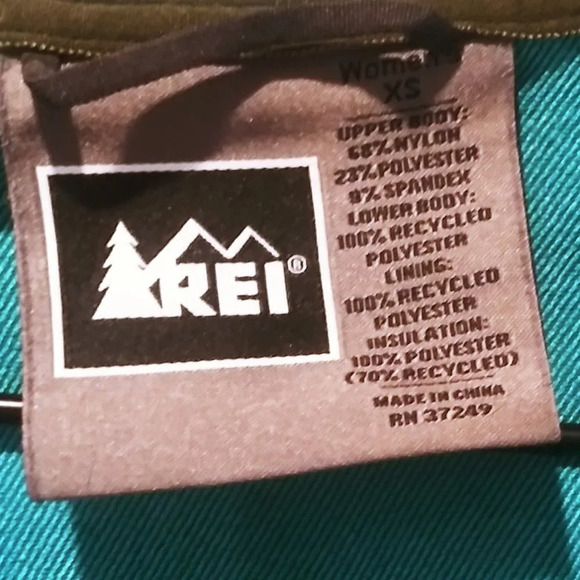 REI®
Women's
XS
UPPER BODY:
68% NYLON
23% POLYESTER
9% SPANDEX
LOWER BODY:
100% RECYCLED
POLYESTER
LINING:
100% RECYCLED
POLYESTER
INSULATION:
100% POLYESTER
(70% RECYCLED)
MADE IN CHINA
RN 37249